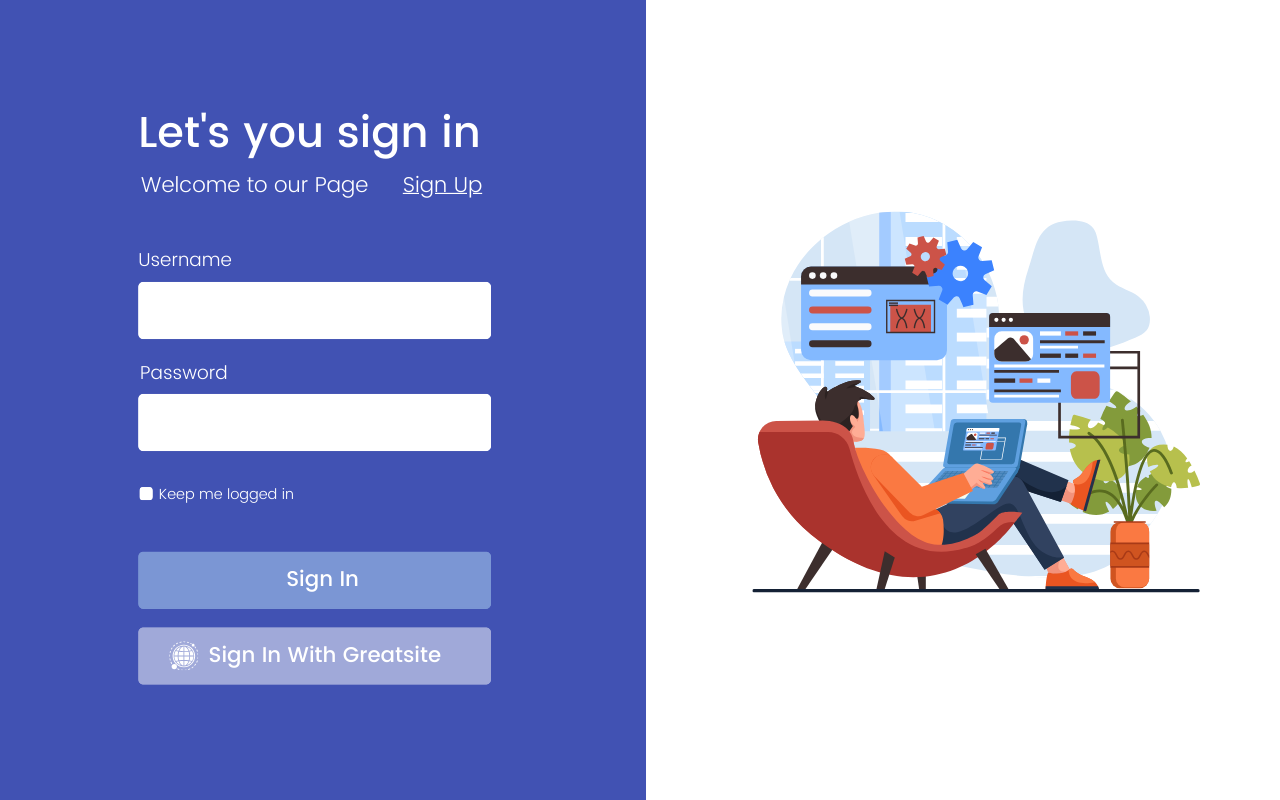 Let's you sign in
Welcome to our Page Sign Up
Username
Password
Keep me logged in
Sign In
Sign In With Greatsite